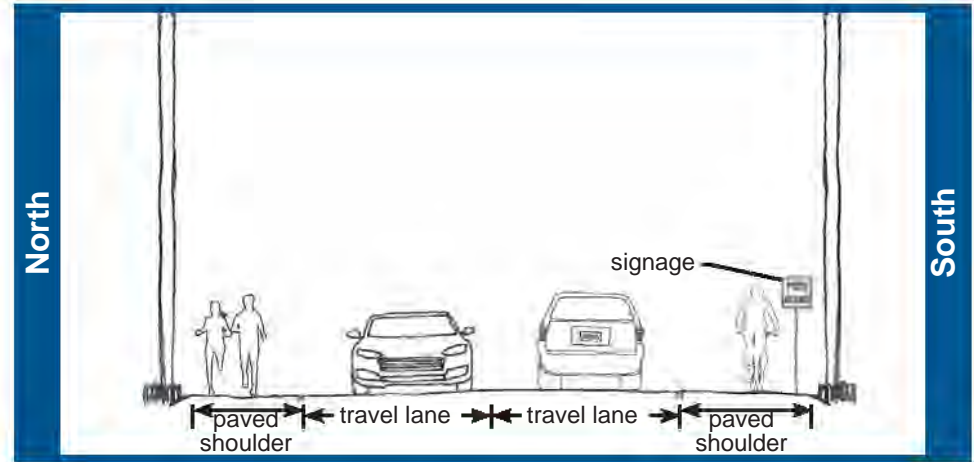 North
South
signage
paved
shoulder
travel lane
travel lane
paved
shoulder